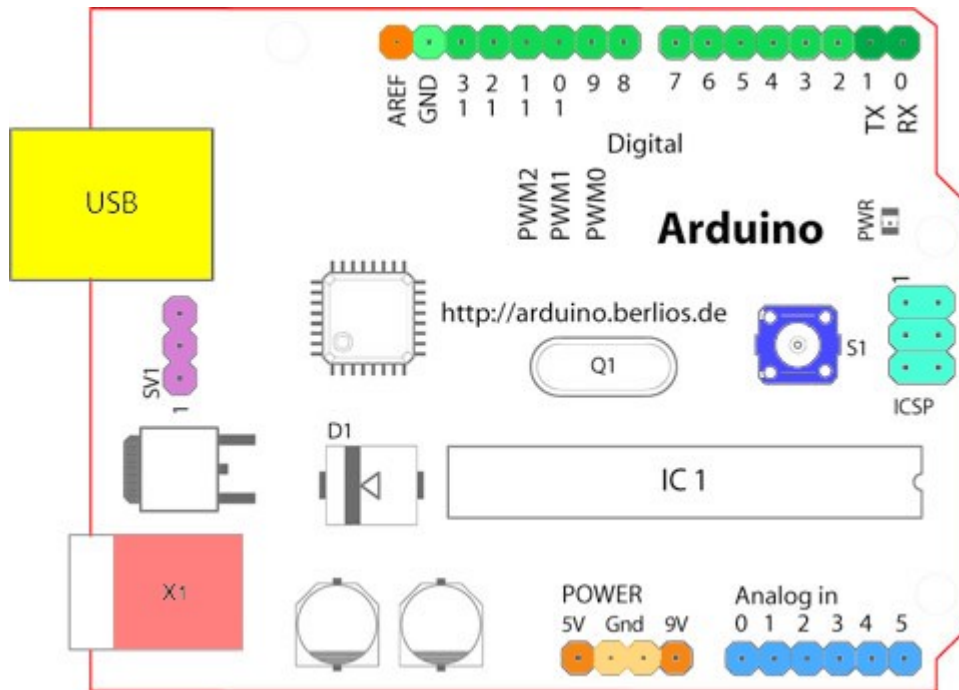 AREF
GND
3 2 1 0 9 8 7 6 5 4 3 2 1 0
1 1 1 1
TX
RX
Digital
PWM2
PWM1
PWM0
Arduino
PWR
USB
http://arduino.berlios.de
1
S1
ICSP
Q1
SV1
1
D1
IC 1
X1
POWER
5V Gnd 9V
Analog in
0 1 2 3 4 5